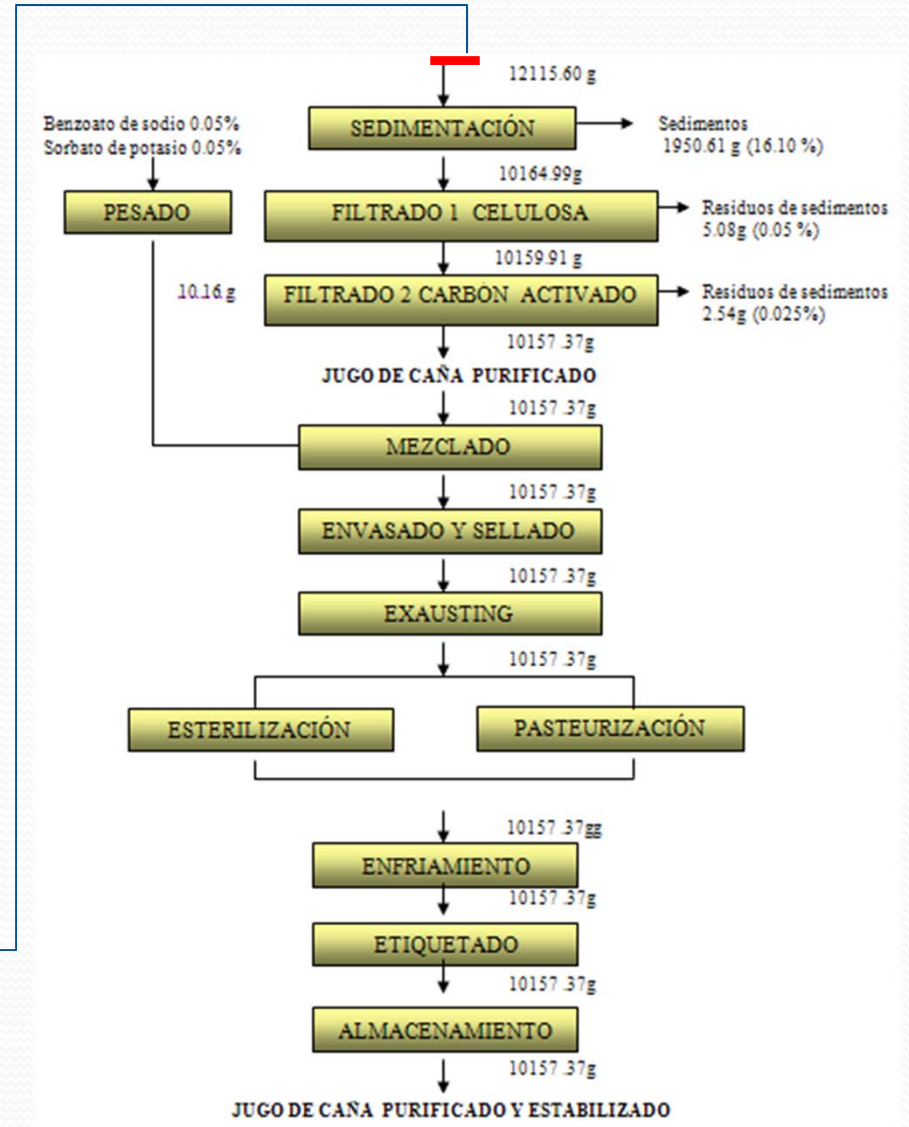 12115.60 g
Benzoato de sodio 0.05%
Sorbato de potasio 0.05%
SEDIMENTACIÓN
Sedimentos
1950.61 g (16.10 %)
10164.99g
PESADO
FILTRADO 1 CELULOSA
Residuos de sedimentos
5.08g (0.05 %)
10159.91 g
10.16 g
FILTRADO 2 CARBÓN ACTIVADO
Residuos de sedimentos
2.54g (0.025%)
10157 .37g
JUGO DE CAÑA PURIFICADO
10157 .37g
MEZCLADO
10157 .37g
ENVASADO Y SELLADO
10157 .37g
EXAUSTING
10157 .37g
ESTERILIZACIÓN
PASTEURIZACIÓN
10157 .37gg
ENFRIAMIENTO
10157 .37g
ETIQUETADO
10157 .37g
ALMACENAMIENTO
10157 .37g
JUGO DE CAÑA PURIFICADO Y ESTABILIZADO